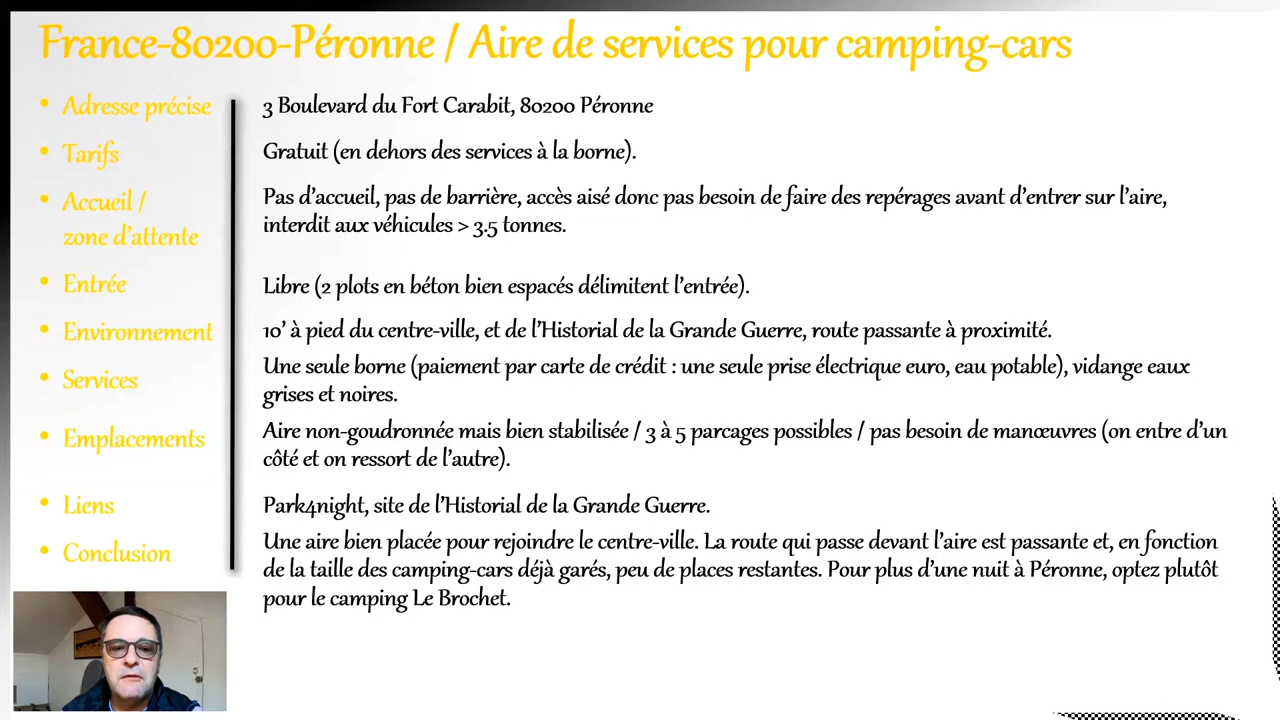 France-80200-Péronne / Aire de services pour camping-cars
• Adresse précise
3 Boulevard du Fort Carabit, 80200 Péronne
• Tarifs
Gratuit (en dehors des services à la borne).
• Accueil /
zone d'attente
Pas d'accueil, pas de barrière, accès aisé donc pas besoin de faire des repérages avant d'entrer sur l'aire,
interdit aux véhicules > 3.5 tonnes.
• Entrée
Libre (2 plots en béton bien espacés délimitent l'entrée).
• Environnement
10' à pied du centre-ville, et de l'Historial de la Grande Guerre, route passante à proximité.
• Services
Une seule borne (paiement par carte de crédit : une seule prise électrique euro, eau potable), vidange eaux
grises et noires.
• Emplacements
Aire non-goudronnée mais bien stabilisée / 3 à 5 parcages possibles / pas besoin de manœuvres (on entre d'un
côté et on ressort de l'autre).
• Liens
Park4night, site de l'Historial de la Grande Guerre.
• Conclusion
Une aire bien placée pour rejoindre le centre-ville. La route qui passe devant l'aire est passante et, en fonction
de la taille des camping-cars déjà garés, peu de places restantes. Pour plus d'une nuit à Péronne, optez plutôt
pour le camping Le Brochet.